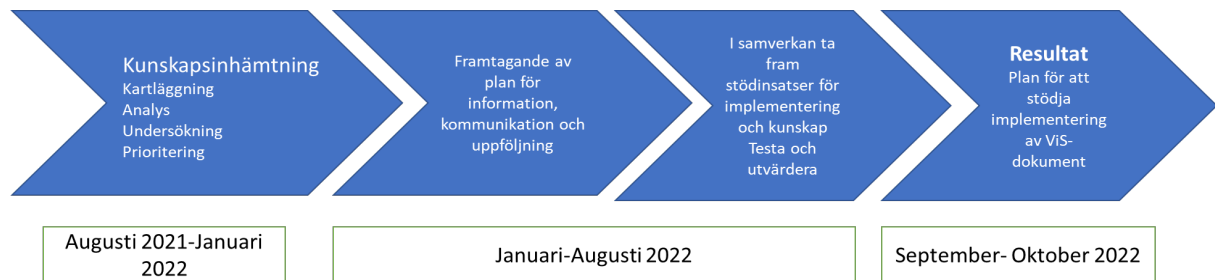 Kunskapsinhämtning
Kartläggning
Analys
Undersökning
Prioritering
Framtagande av
plan för
information,
kommunikation och
uppföljning
I samverkan ta
fram
stödinsatser för
implementering
och kunskap
Testa och
utvärdera
Resultat
Plan för att
stödja
implementering
av ViS-
dokument
Augusti 2021-Januari
2022
Januari-Augusti 2022
September- Oktober 2022